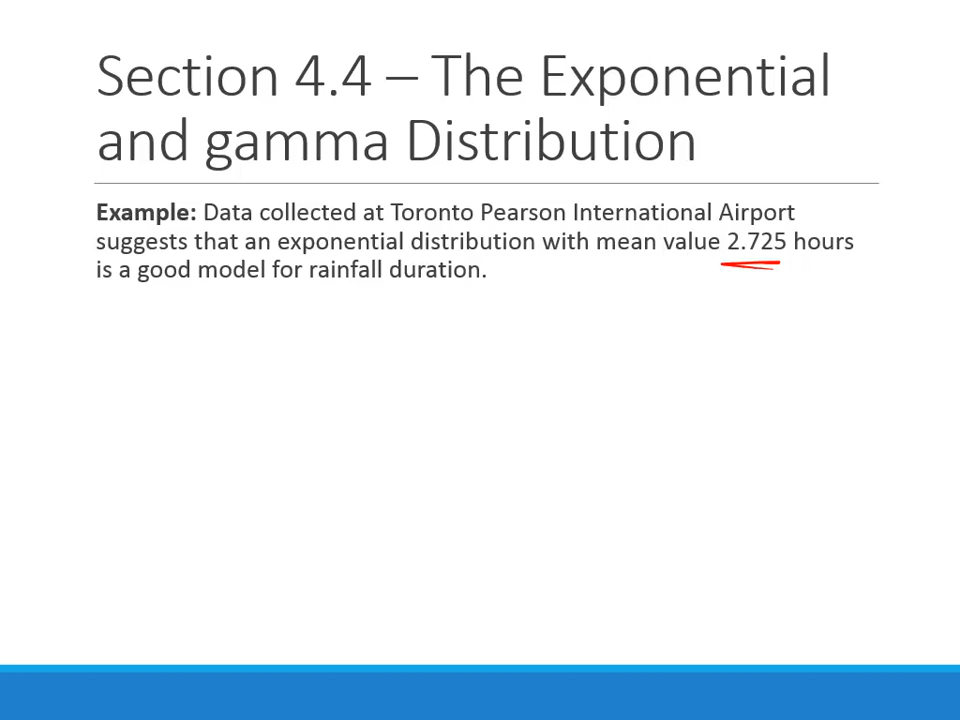 Section 4.4 – The Exponential
and gamma Distribution
Example: Data collected at Toronto Pearson International Airport
suggests that an exponential distribution with mean value 2.725 hours
is a good model for rainfall duration.